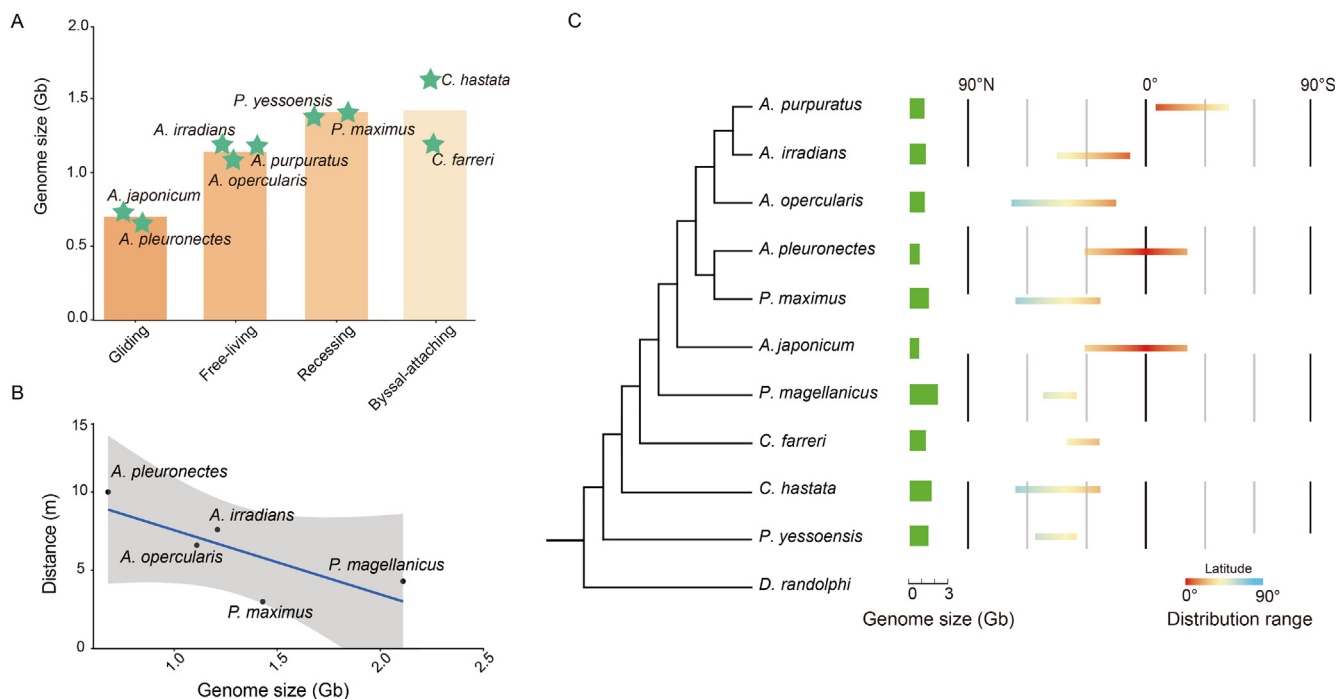 A
2.0
1.5
1.0
0.5
0.0
Genome size (Gb)
C. hastata
P. yessoensis
P. maximus
A. irradians
A. purpuratus
C. farreri
A. opercularis
A. japonicum
A. pleuronectes
Gliding
Free-living
Recessing
Byssal-attaching
B
15
10
5
0
Distance (m)
A. pleuronectes
A. irradians
A. opercularis
P. magellanicus
P. maximus
1.0
1.5
2.0
2.5
Genome size (Gb)
C
90°N
0°
90°S
A. purpuratus
A. irradians
A. opercularis
A. pleuronectes
P. maximus
A. japonicum
P. magellanicus
C. farreri
C. hastata
P. yessoensis
D. randolphi
0 3
Genome size (Gb)
Latitude
0° 90°
Distribution range